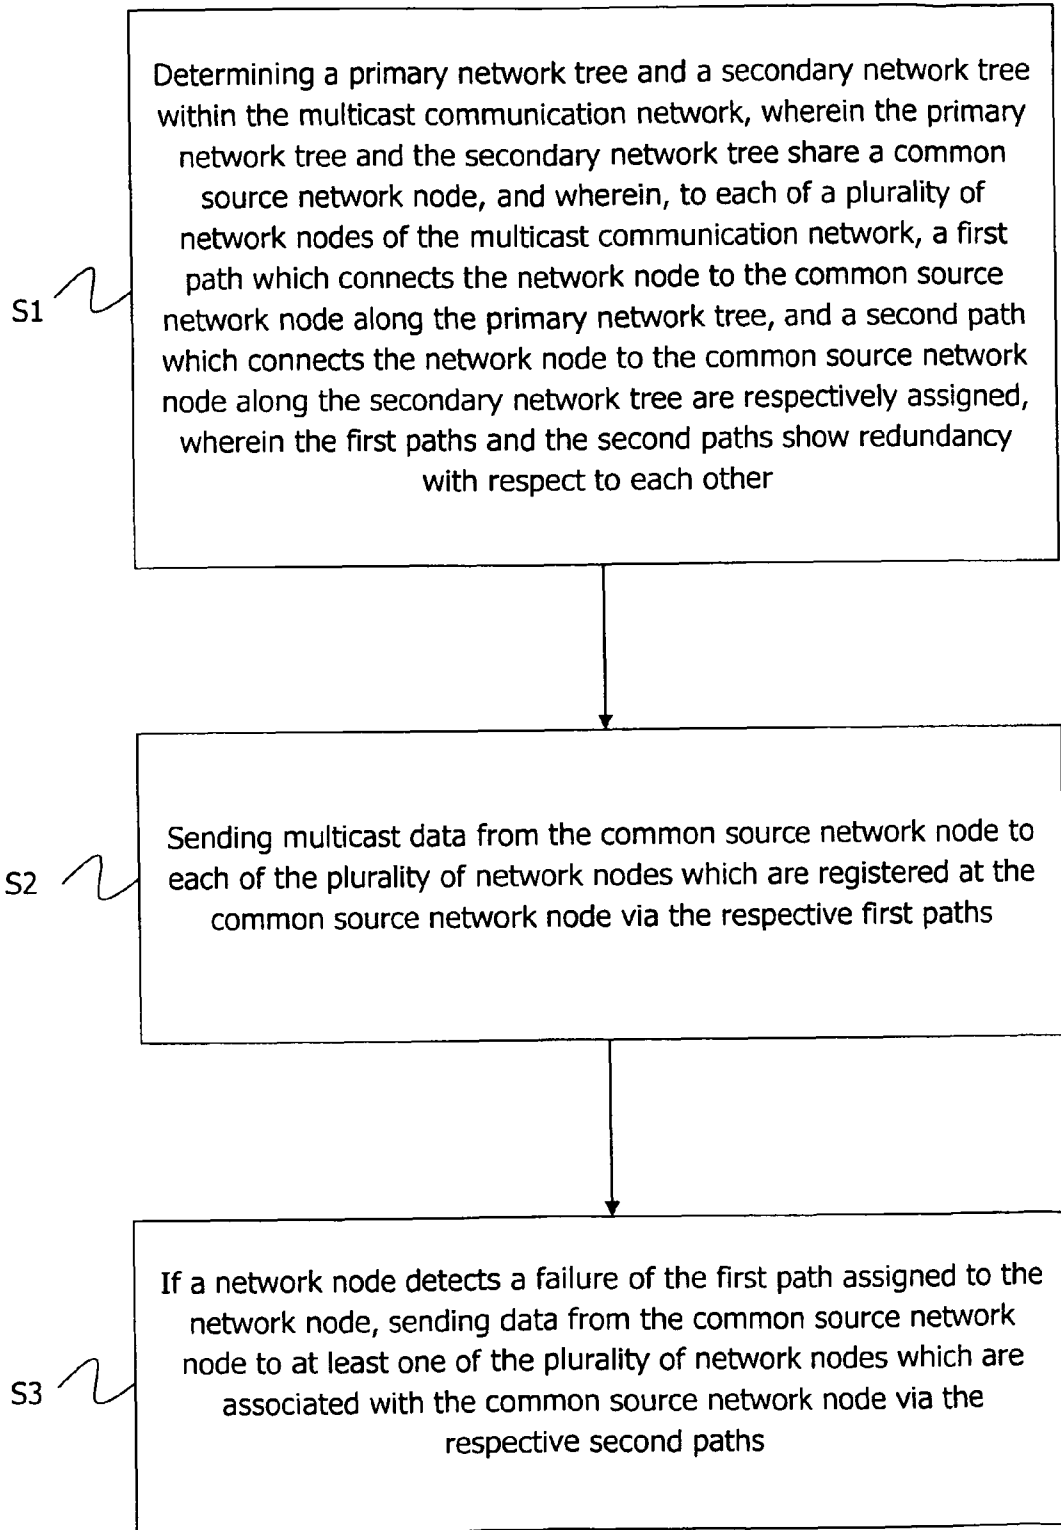 Determining a primary network tree and a secondary network tree
within the multicast communication network, wherein the primary
network tree and the secondary network tree share a common
source network node, and wherein, to each of a plurality of
network nodes of the multicast communication network, a first
path which connects the network node to the common source
network node along the primary network tree, and a second path
which connects the network node to the common source network
node along the secondary network tree are respectively assigned,
wherein the first paths and the second paths show redundancy
with respect to each other
S1
Sending multicast data from the common source network node to
each of the plurality of network nodes which are registered at the
common source network node via the respective first paths
S2
If a network node detects a failure of the first path assigned to the
network node, sending data from the common source network
node to at least one of the plurality of network nodes which are
associated with the common source network node via the
respective second paths
S3